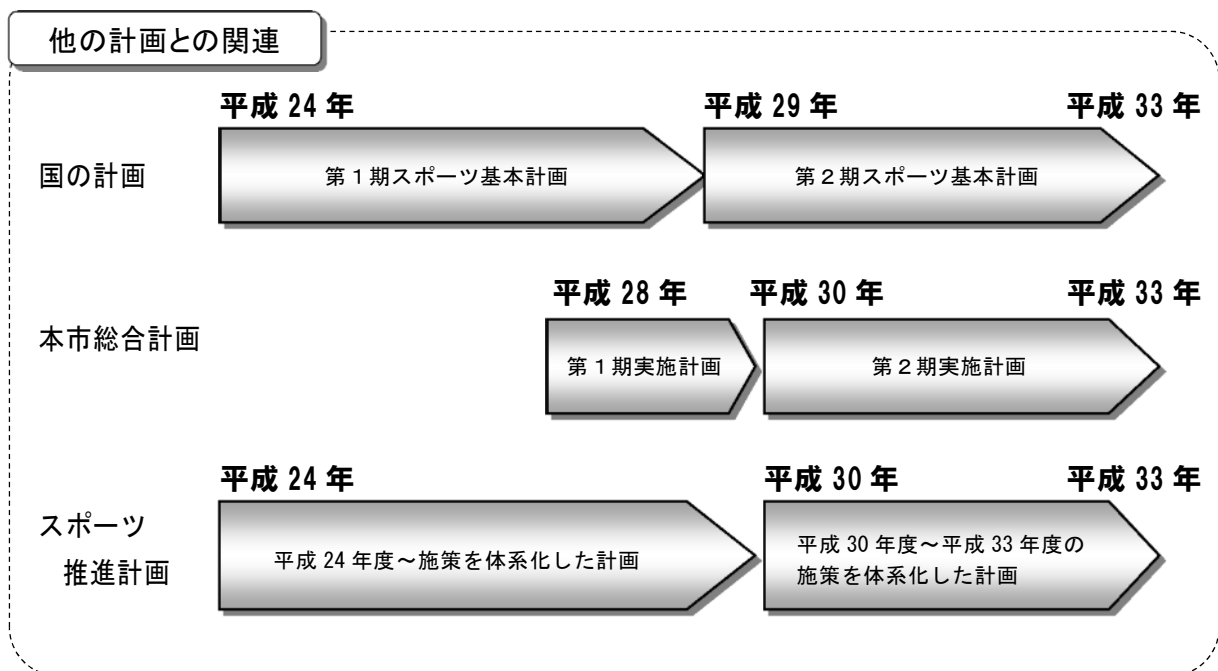 他の計画との関連
平成 24 年
平成 29 年
平成 33 年
国の計画
第1期スポーツ基本計画
第2期スポーツ基本計画
平成 28 年
平成 30 年
平成 33 年
本市総合計画
第1期実施計画
第2期実施計画
平成 24 年
平成 30 年
平成 33 年
スポーツ
推進計画
平成 24 年度～施策を体系化した計画
平成 30 年度～平成 33 年度の
施策を体系化した計画